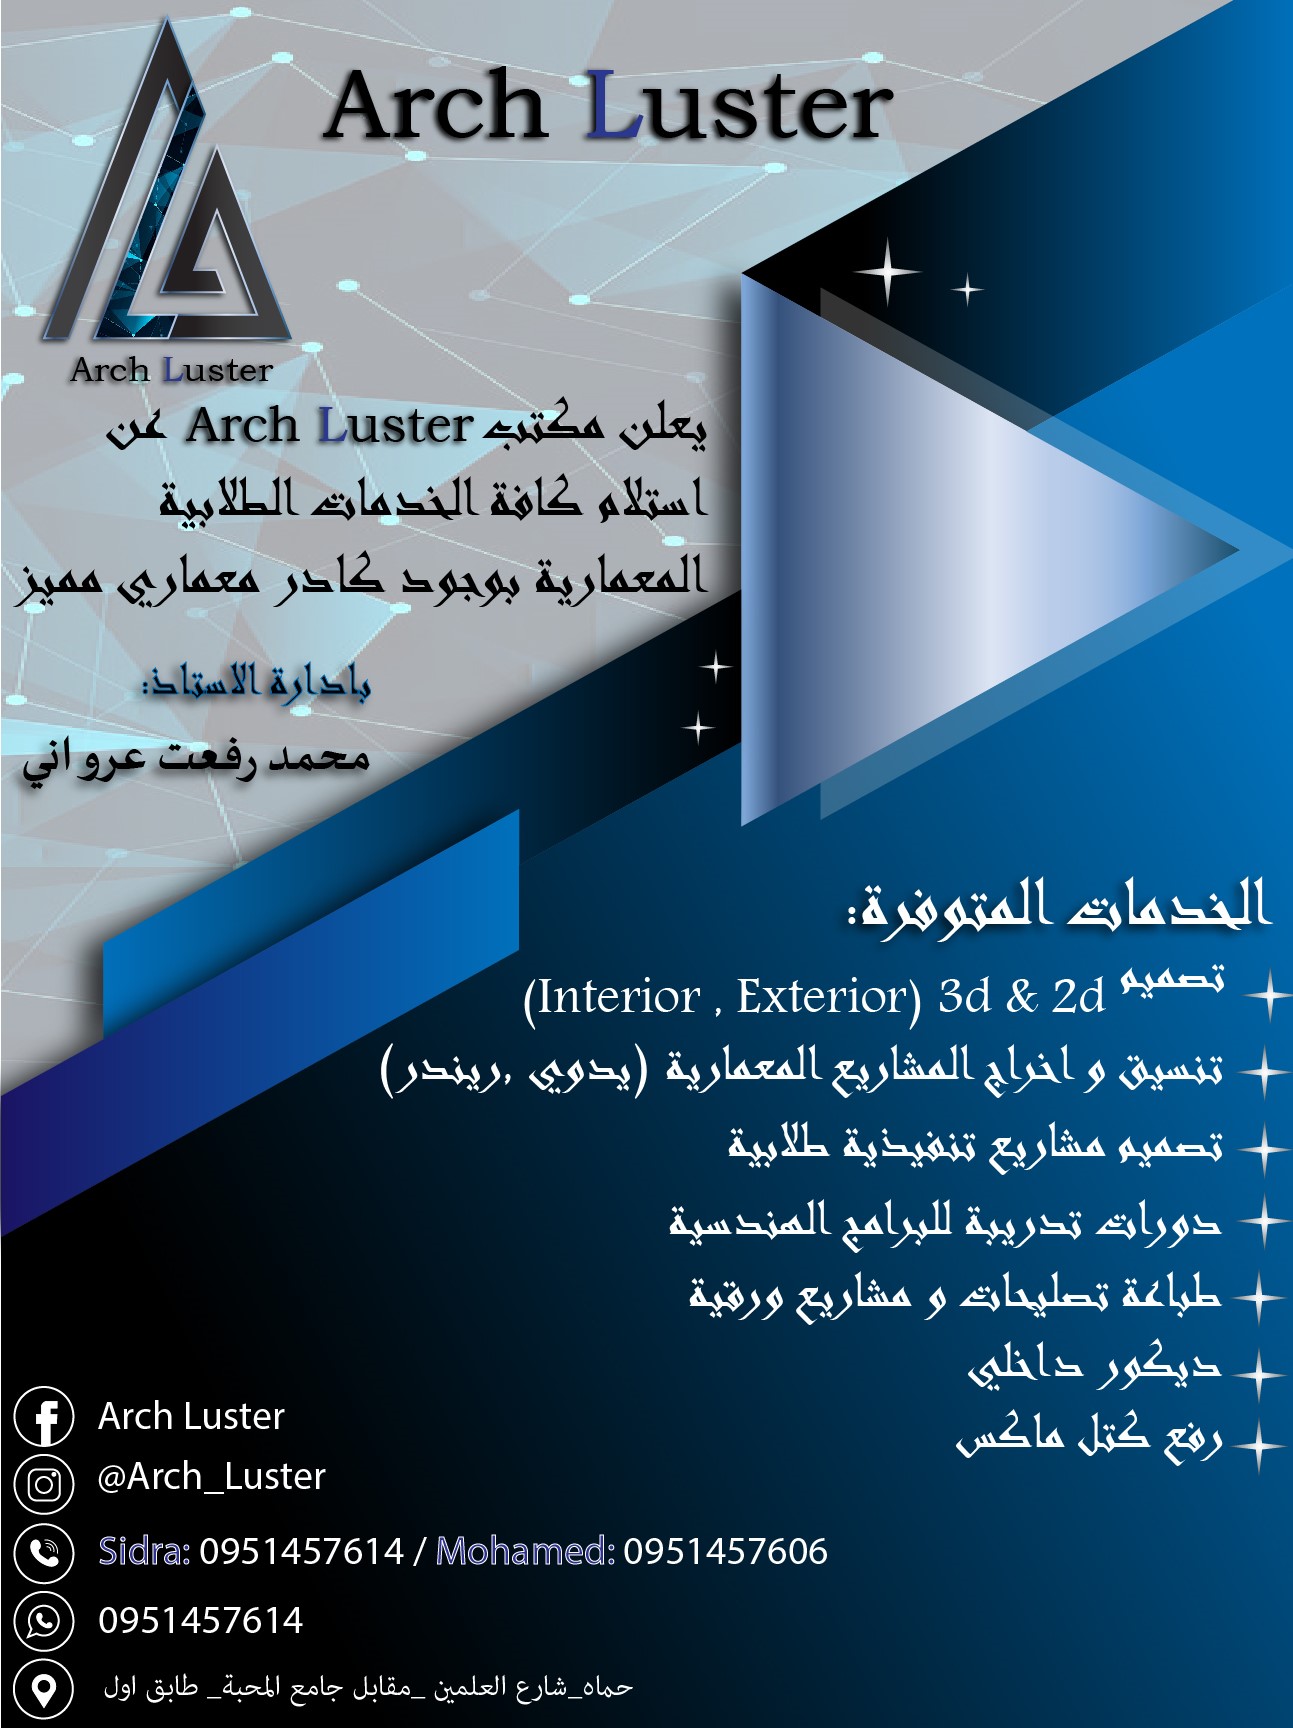 Arch Luster
Arch Luster
يعلن مكتب Arch Luster عن
استلام كافة الخدمات الطلابية
المعمارية بوجود كادر معماري مميز
بادارة الاستاذ:
محمد رفعت عرواني
الخدمات المتوفرة:
تصميم 3d & 2d (Interior , Exterior)
تنسيق و اخراج المشاريع المعمارية (يدوي ,ريندر)
تصميم مشاريع تنفيذية طلابية
دورات تدريبة للبرامج الهندسية
طباعة تصليحات و مشاريع ورقية
ديكور داخلي
رفع كتل ماكس
Arch Luster
@Arch_Luster
Sidra: 0951457614 / Mohamed: 0951457606
0951457614
حماه_شارع العلمين _مقابل جامع المحبة_ طابق اول